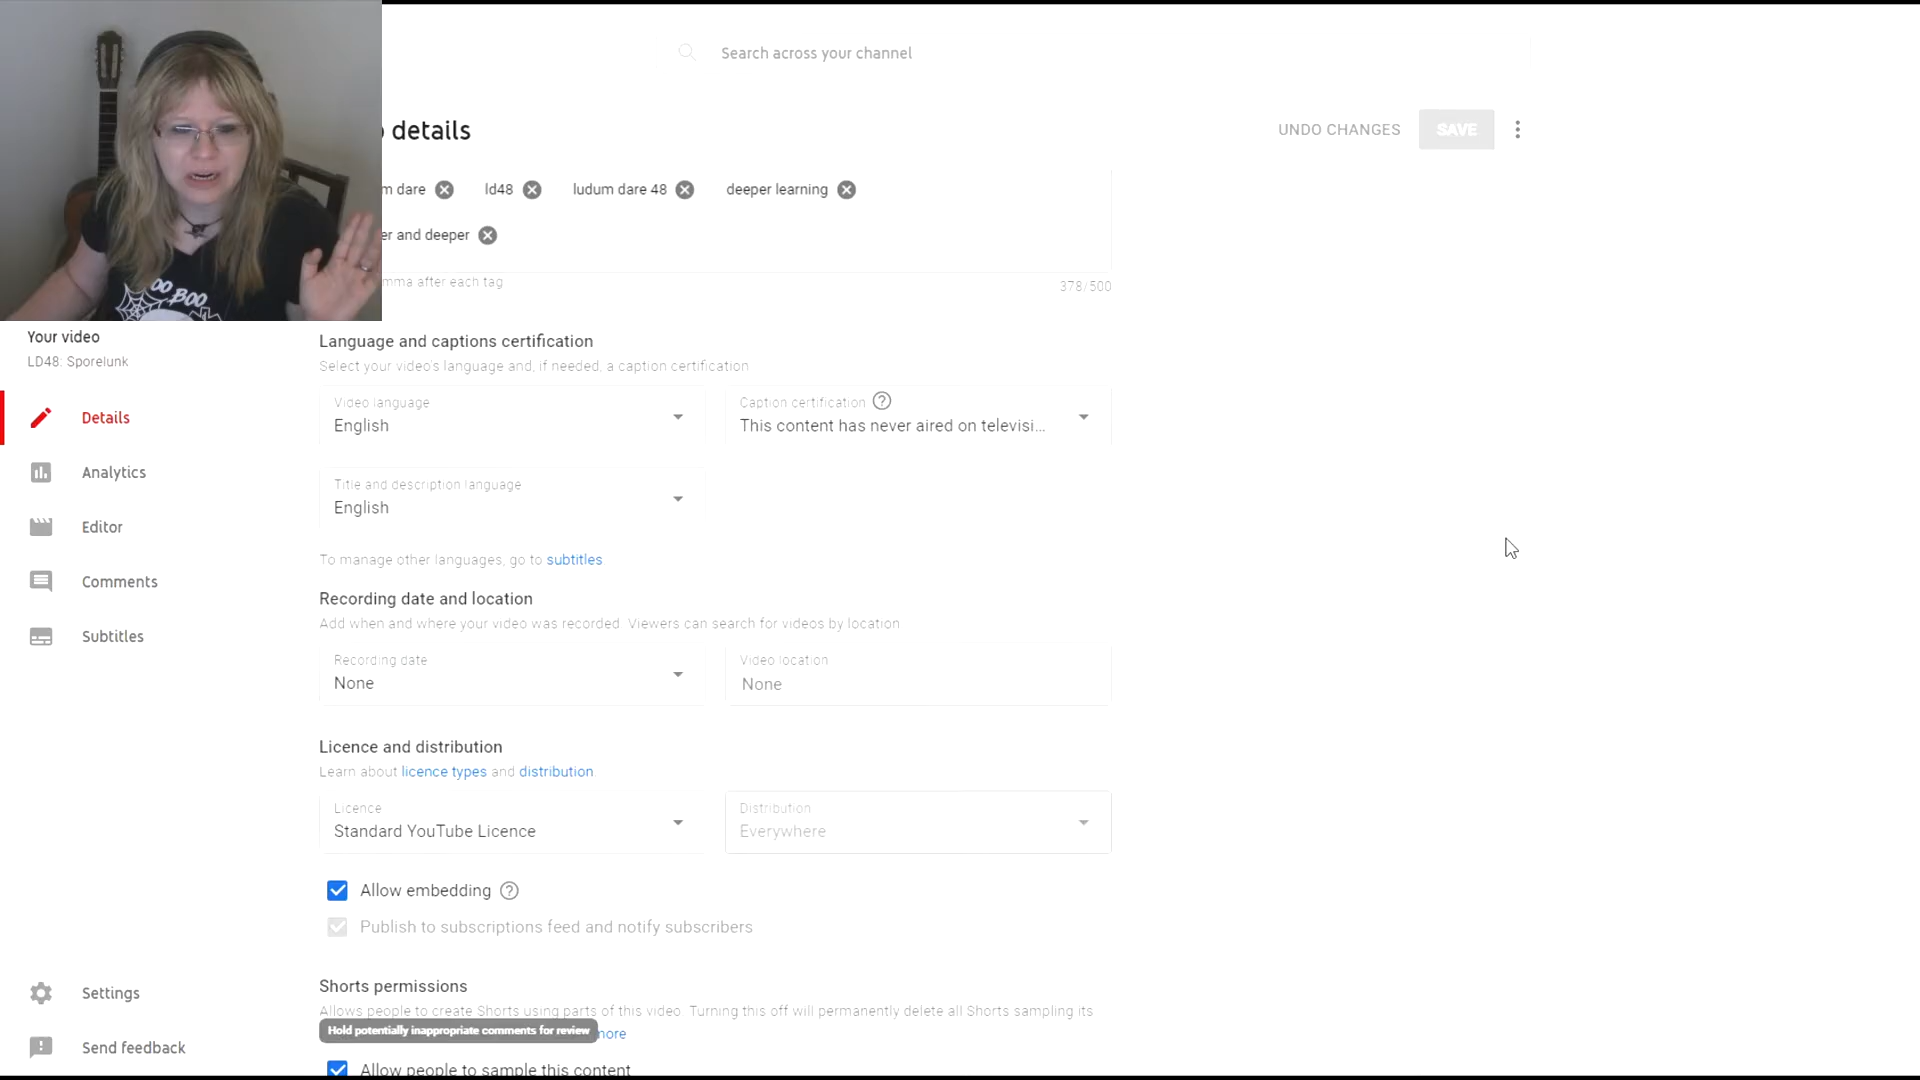 Search across your channel
details
UNDO CHANGES
SAVE
m dare
ld48
ludum dare 48
deeper learning
er and deeper
mma after each tag
378/500
OO BOO
Your video
LD48: Sporelunk
Details
Analytics
Editor
Comments
Subtitles
Settings
Send feedback
Language and captions certification
Select your video's language and, if needed, a caption certification
Video language
English
Caption certification
This content has never aired on televisi...
Title and description language
English
To manage other languages, go to subtitles
Recording date and location
Add when and where your video was recorded. Viewers can search for videos by location
Recording date
None
Video location
None
Licence and distribution
Learn about licence types and distribution.
Licence
Standard YouTube Licence
Distribution
Everywhere
Allow embedding
Publish to subscriptions feed and notify subscribers
Shorts permissions
Allows people to create Shorts using parts of this video. Turning this off will permanently delete all Shorts sampling its
Hold potentially inappropriate comments for review
more
Allow people to sample this content